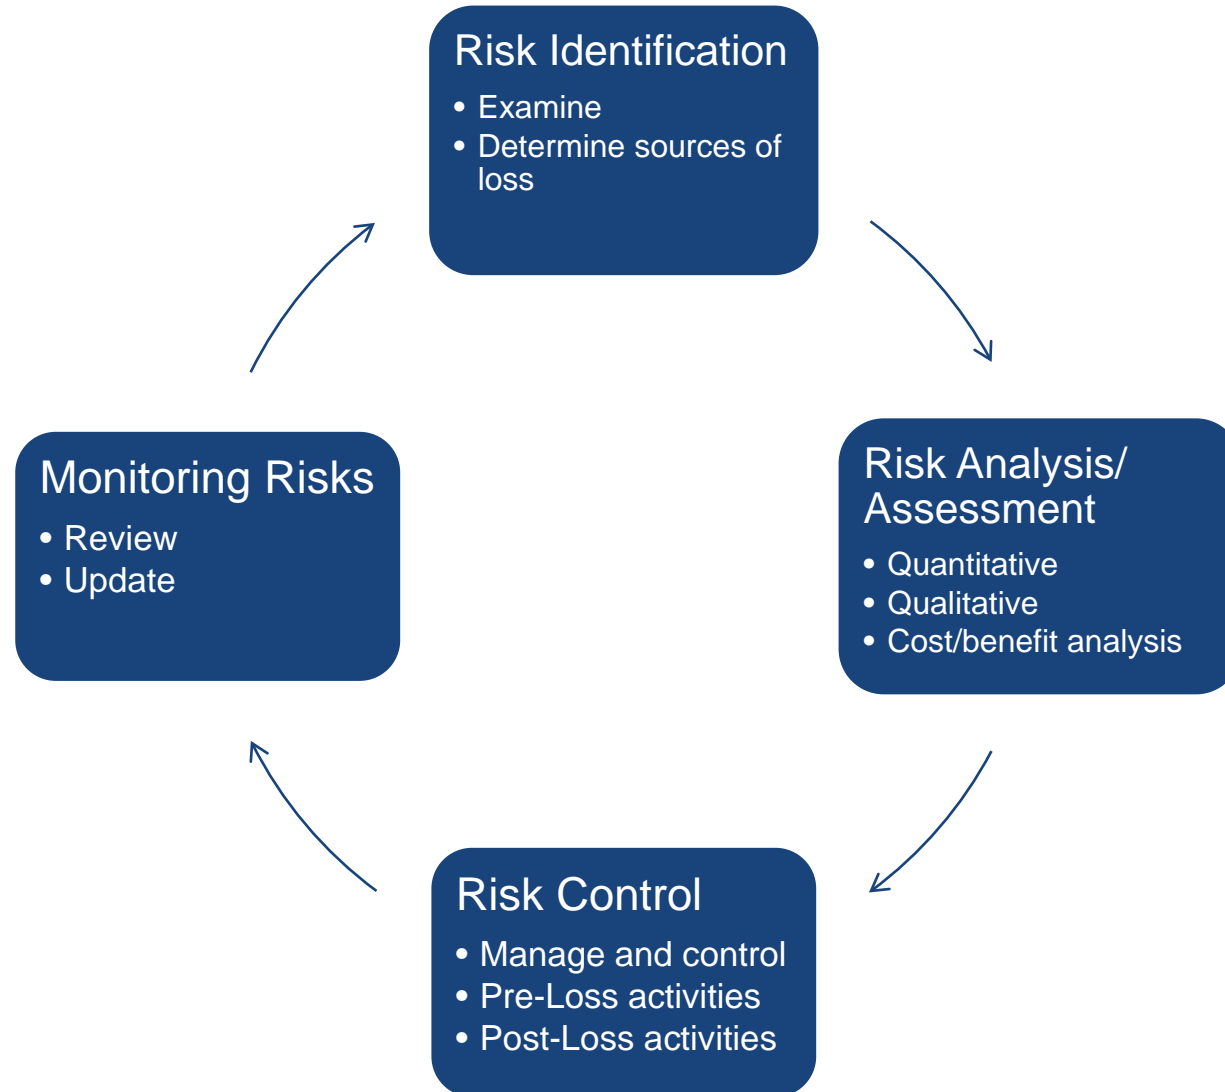 Risk Identification
• Examine
• Determine sources of
loss
Risk Analysis/
Assessment
• Quantitative
• Qualitative
• Cost/benefit analysis
Risk Control
• Manage and control
• Pre-Loss activities
• Post-Loss activities
Monitoring Risks
• Review
• Update